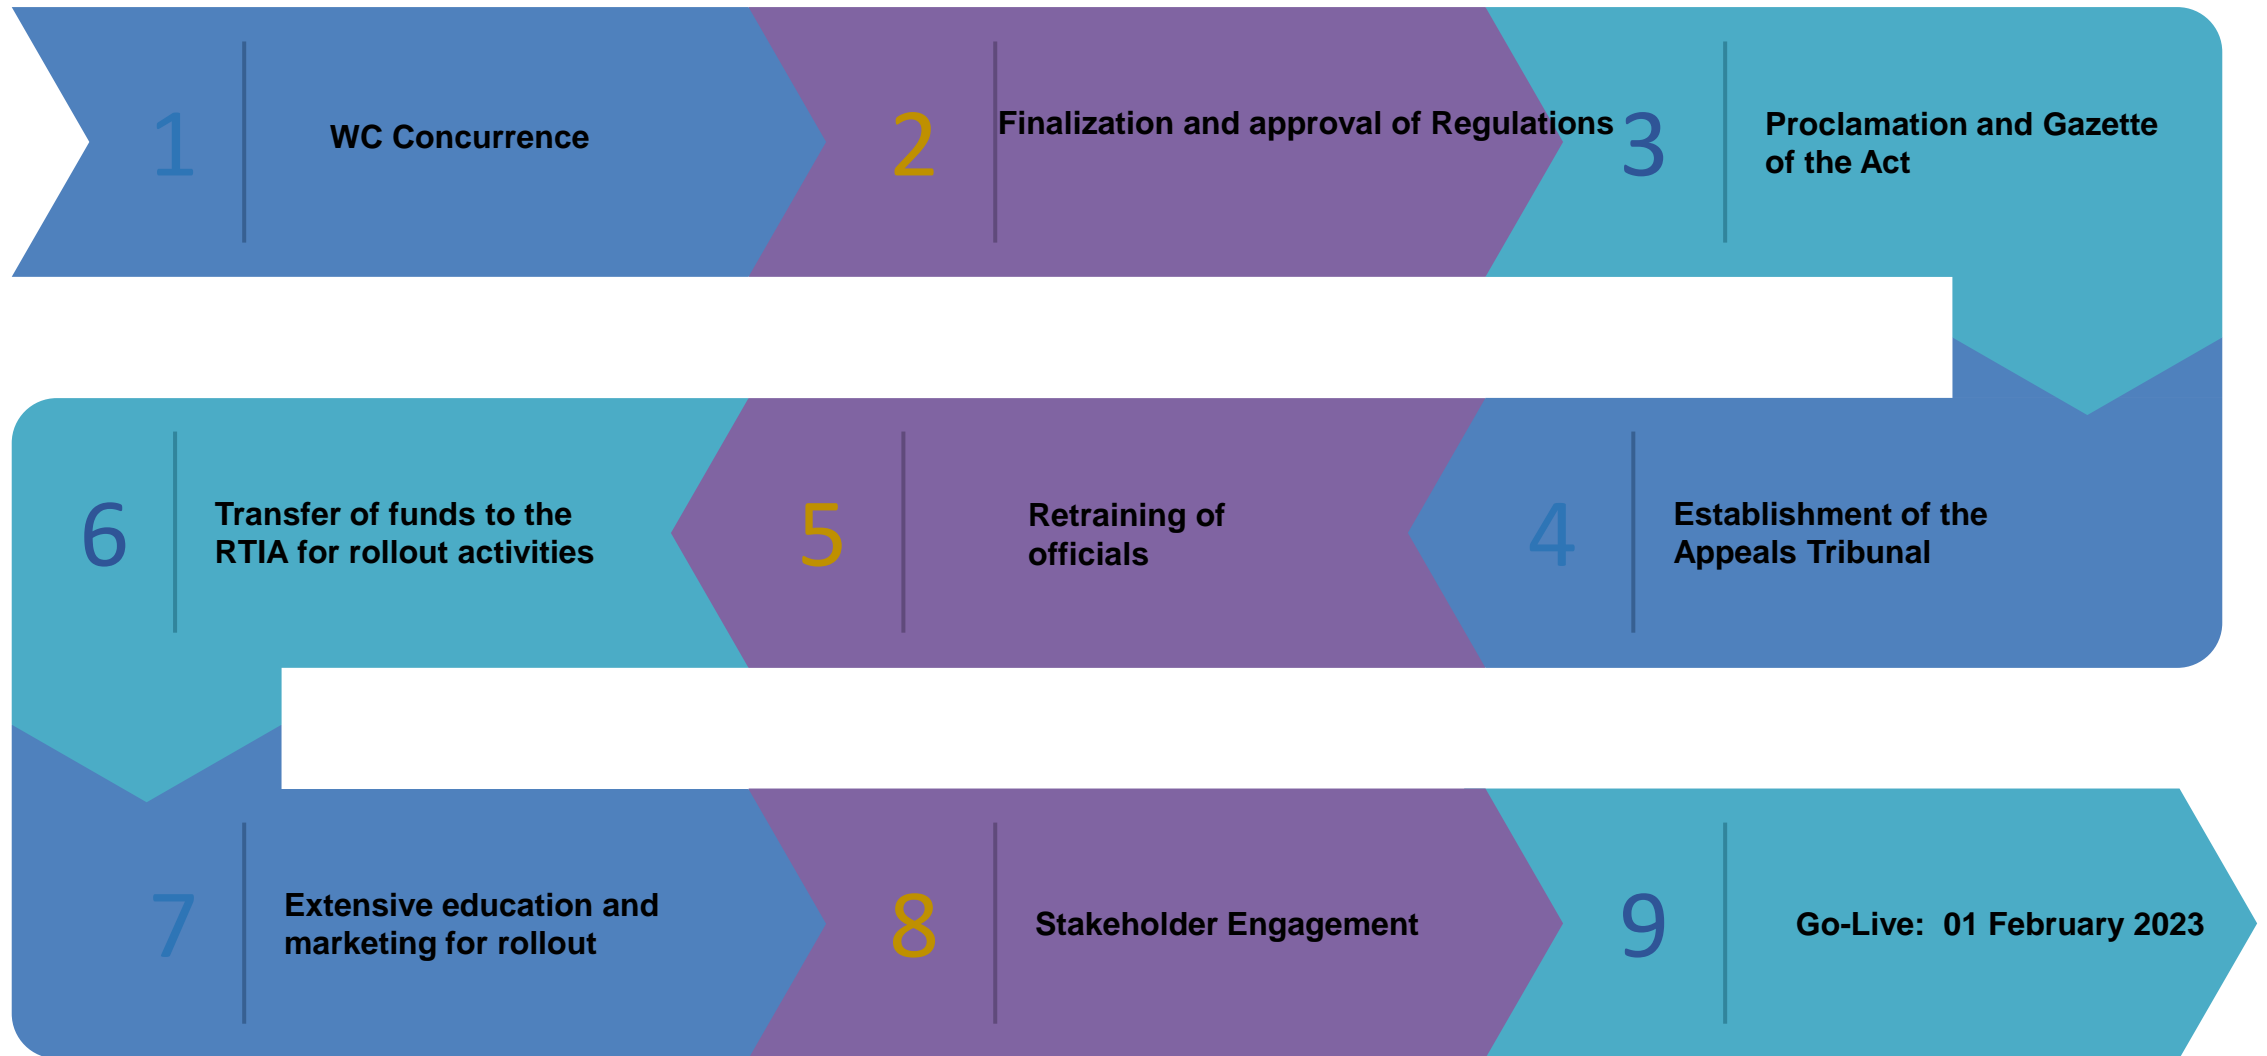 1
WC Concurrence
2
Finalization and approval of Regulations
3
Proclamation and Gazette
of the Act
4
Establishment of the
Appeals Tribunal
5
Retraining of
officials
6
Transfer of funds to the
RTIA for rollout activities
7
Extensive education and
marketing for rollout
8
Stakeholder Engagement
9
Go-Live:  01 February 2023